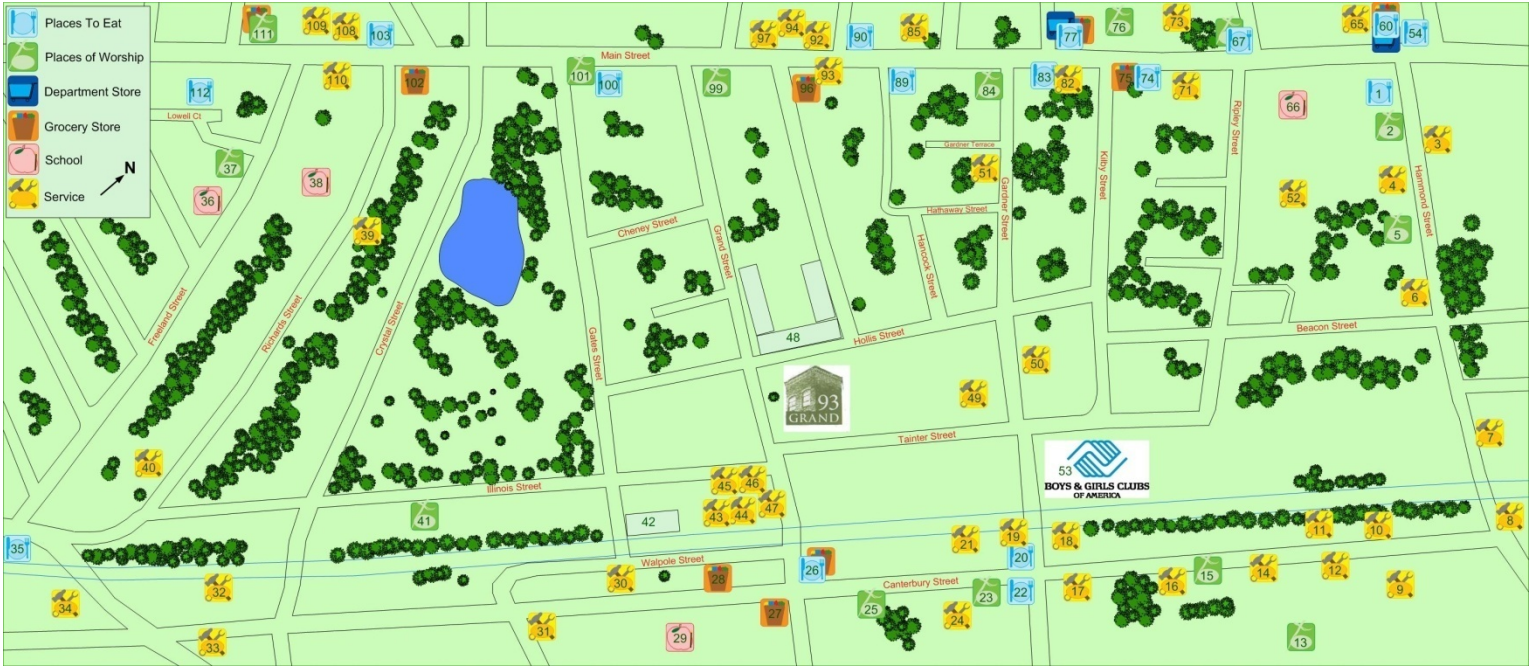 Places To Eat
Places of Worship
Department Store
Grocery Store
School
N
Service
111
109
108
103
97
94
92
90
85
77
76
73
67
65
60
54
Main Street
110
102
101
100
99
96
93
89
84
83
82
75
74
71
66
1
112
Lowell Ct
Ripley Street
2
3
Gardner Terrace
37
38
36
51
Kilby Street
52
4
Hammond Street
Gardner Street
Hathaway Street
39
Cheney Street
Grand Street
Hancock Street
5
Freeland Street
Richards Street
Crystal Street
Gates Street
6
48
Hollis Street
Beacon Street
50
93
GRAND
49
Tainter Street
7
40
53
BOYS & GIRLS CLUBS
OF AMERICA
45
46
Illinois Street
41
43
44
47
42
8
11
10
35
21
19
18
Walpole Street
26
20
30
28
Canterbury Street
15
14
12
32
34
25
23
22
17
16
9
27
24
33
31
29
13